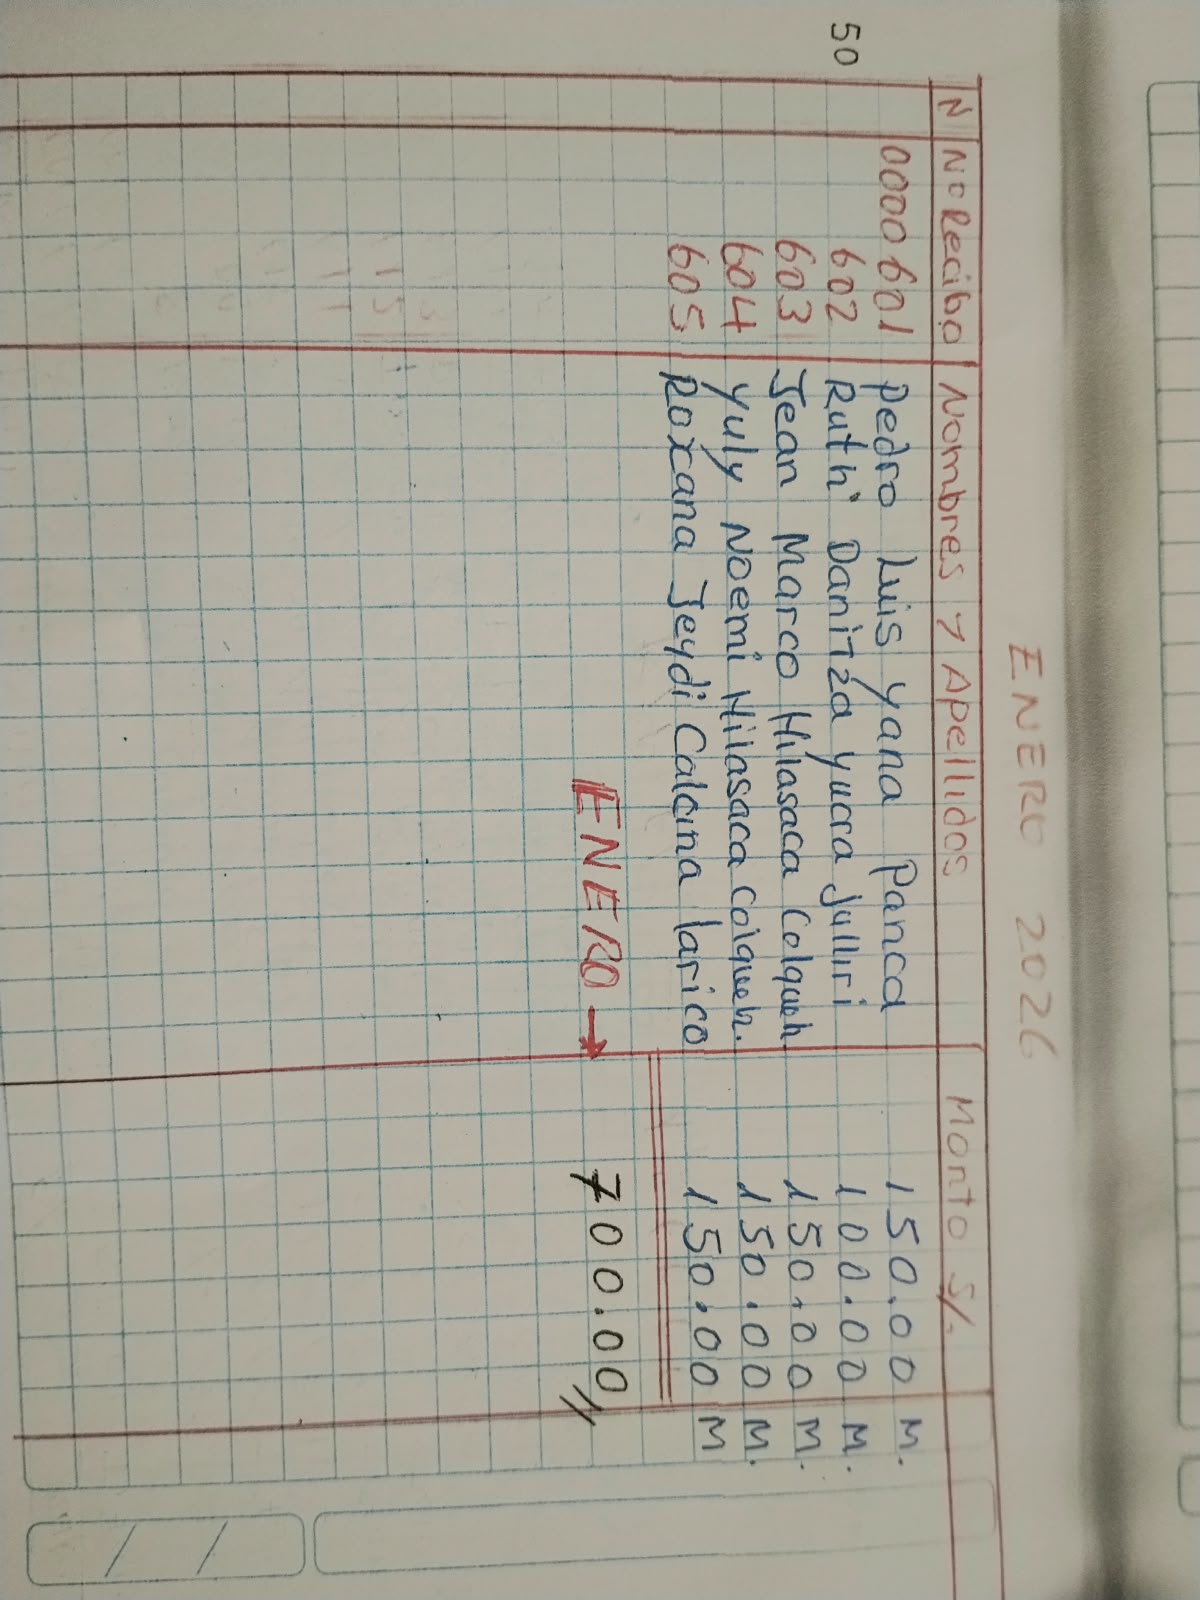 ENERO 2026
N Nº Recibo Nombres y Apellidos Monto S/.
0000601 Pedro Luis Yana Panca 150.00 M.
50 602 Ruth Danitza Yucra Julliri 100.00 M.
603 Jean Marco Hilasaca Colqueh. 150.00 M.
604 Yuly Noemi Hilasaca Colqueh. 150.00 M.
605 Roxana Jeydi Calcina larico 150.00 M
ENERO → 700.00//